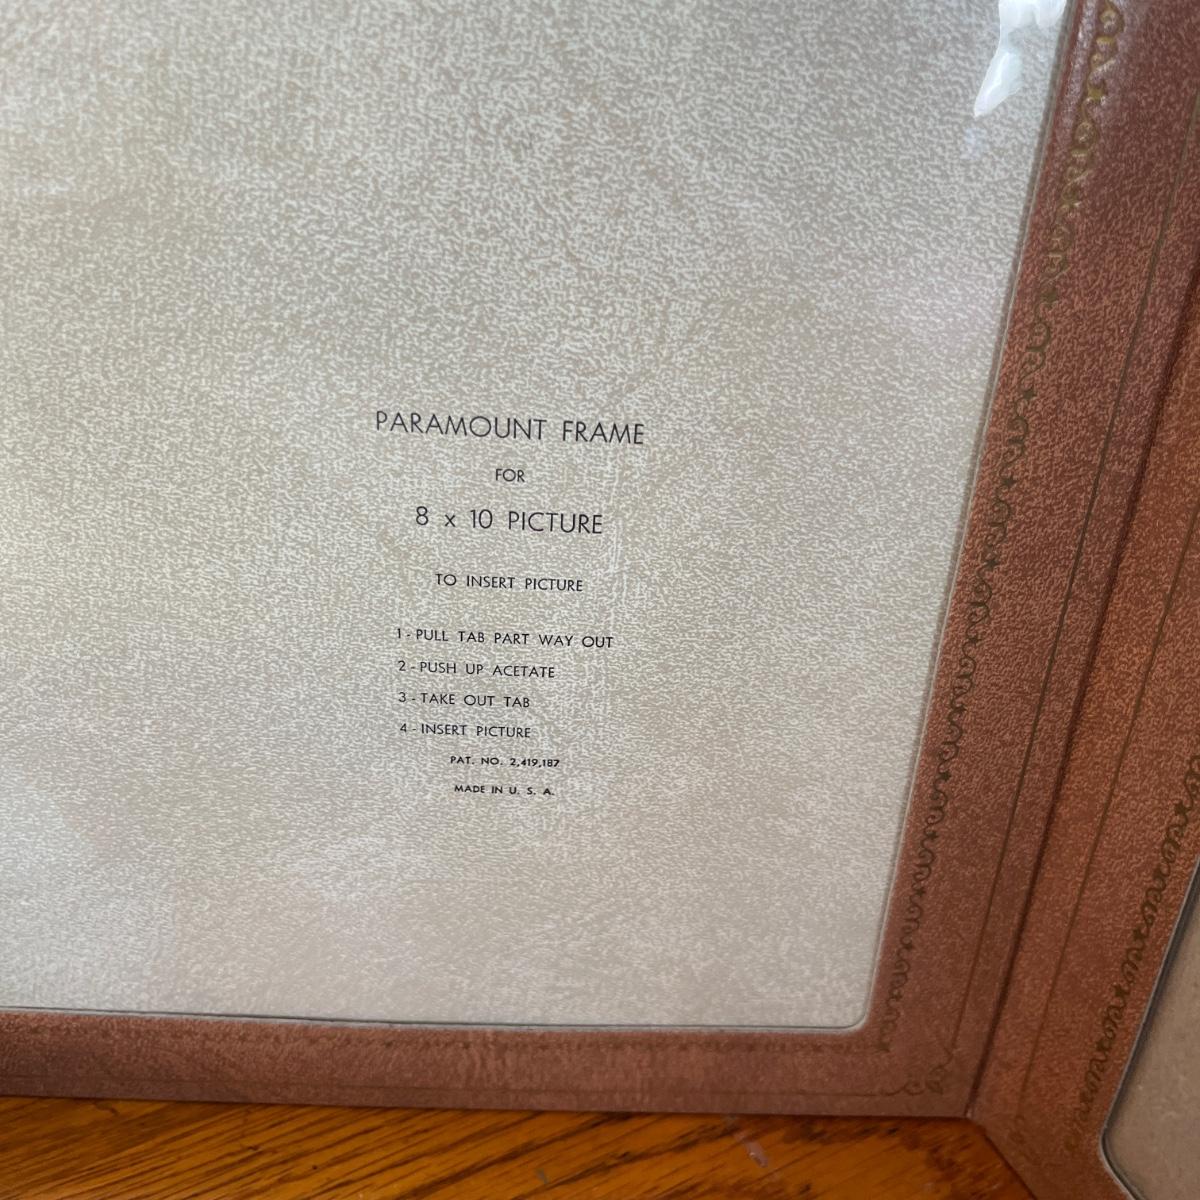 PARAMOUNT FRAME
FOR
8 x 10 PICTURE
TO INSERT PICTURE
1 - PULL TAB PART WAY OUT
2 - PUSH UP ACETATE
3 - TAKE OUT TAB
4 - INSERT PICTURE
PAT. NO. 2,419,187
MADE IN U. S. A.